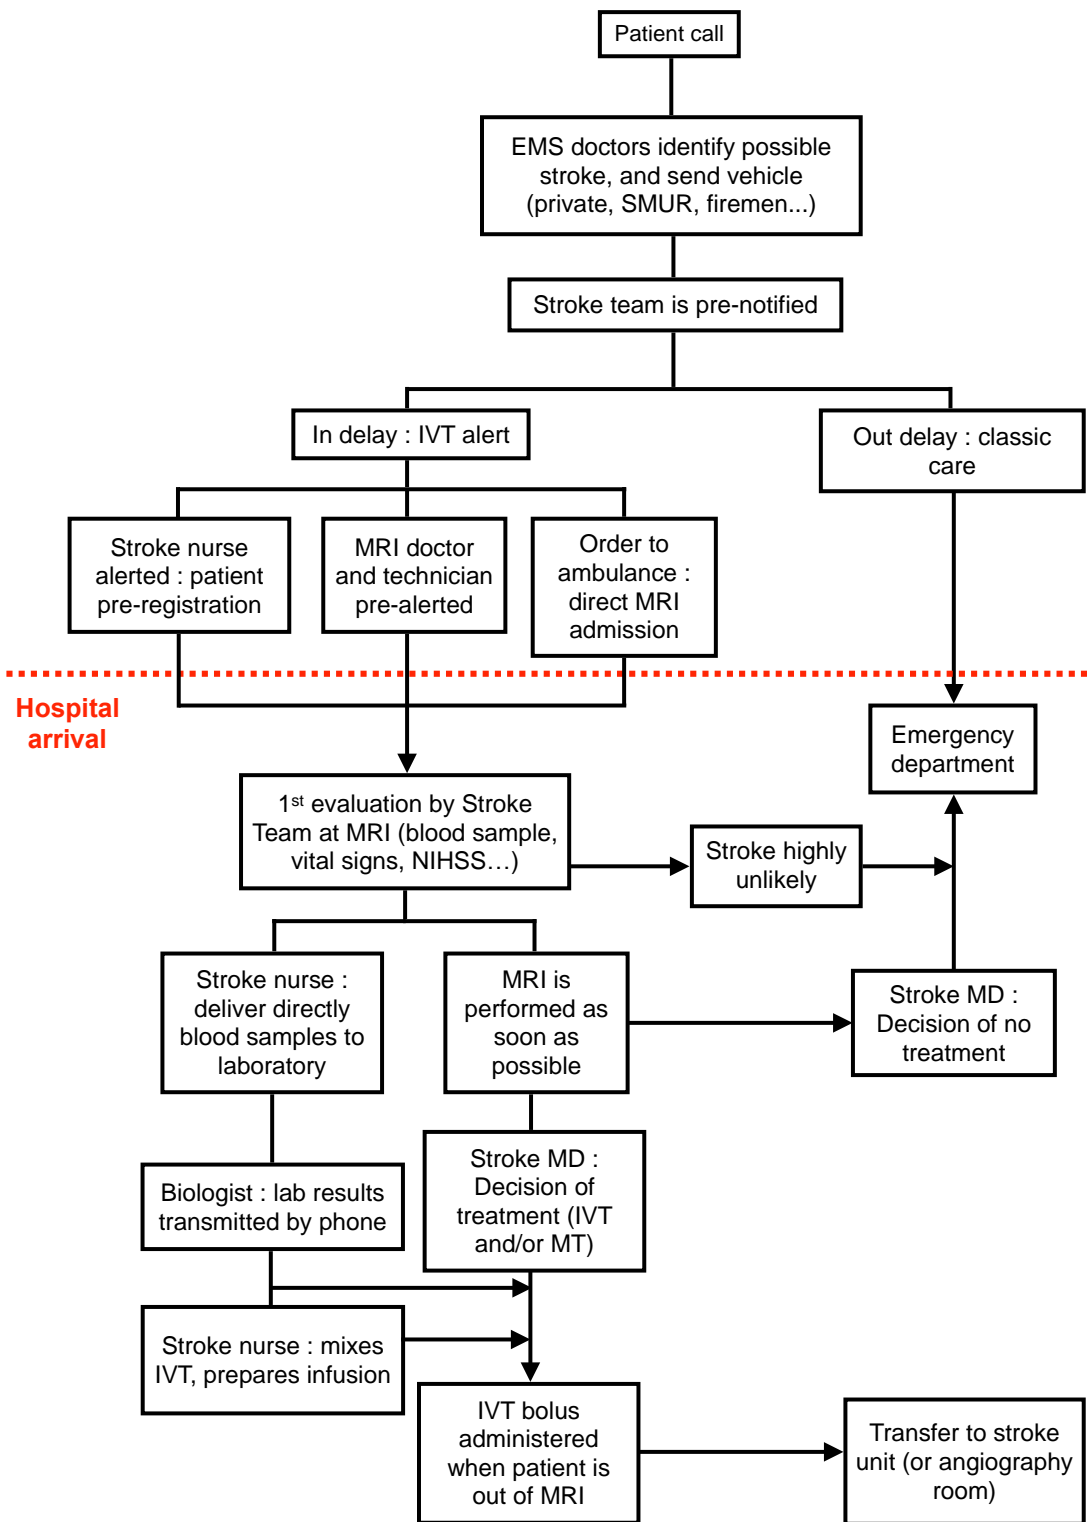 Patient call
EMS doctors identify possible
stroke, and send vehicle
(private, SMUR, firemen...)
Stroke team is pre-notified
In delay : IVT alert
Out delay : classic
care
Stroke nurse
alerted : patient
pre-registration
MRI doctor
and technician
pre-alerted
Order to
ambulance :
direct MRI
admission
Hospital
arrival
Emergency
department
1st evaluation by Stroke
Team at MRI (blood sample,
vital signs, NIHSS…)
Stroke highly
unlikely
Stroke nurse :
deliver directly
blood samples to
laboratory
MRI is
performed as
soon as
possible
Stroke MD :
Decision of no
treatment
Biologist : lab results
transmitted by phone
Stroke MD :
Decision of
treatment (IVT
and/or MT)
Stroke nurse : mixes
IVT, prepares infusion
IVT bolus
administered
when patient is
out of MRI
Transfer to stroke
unit (or angiography
room)